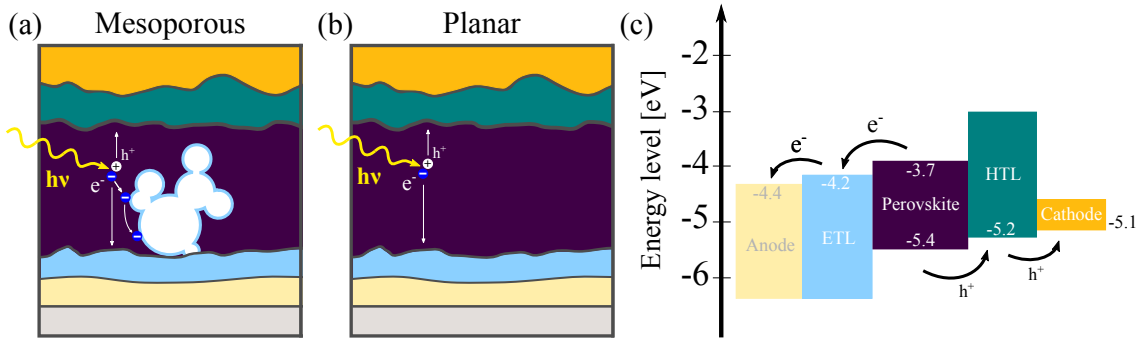 (a) Mesoporous
h⁺
+
e⁻
hν
(b) Planar
h⁺
+
e⁻
hν
(c)
Energy level [eV]
-2
-3
-4
-5
-6
e⁻
e⁻
-4.4
Anode
-4.2
ETL
-3.7
Perovskite
-5.4
HTL
-5.2
Cathode
-5.1
h⁺
h⁺